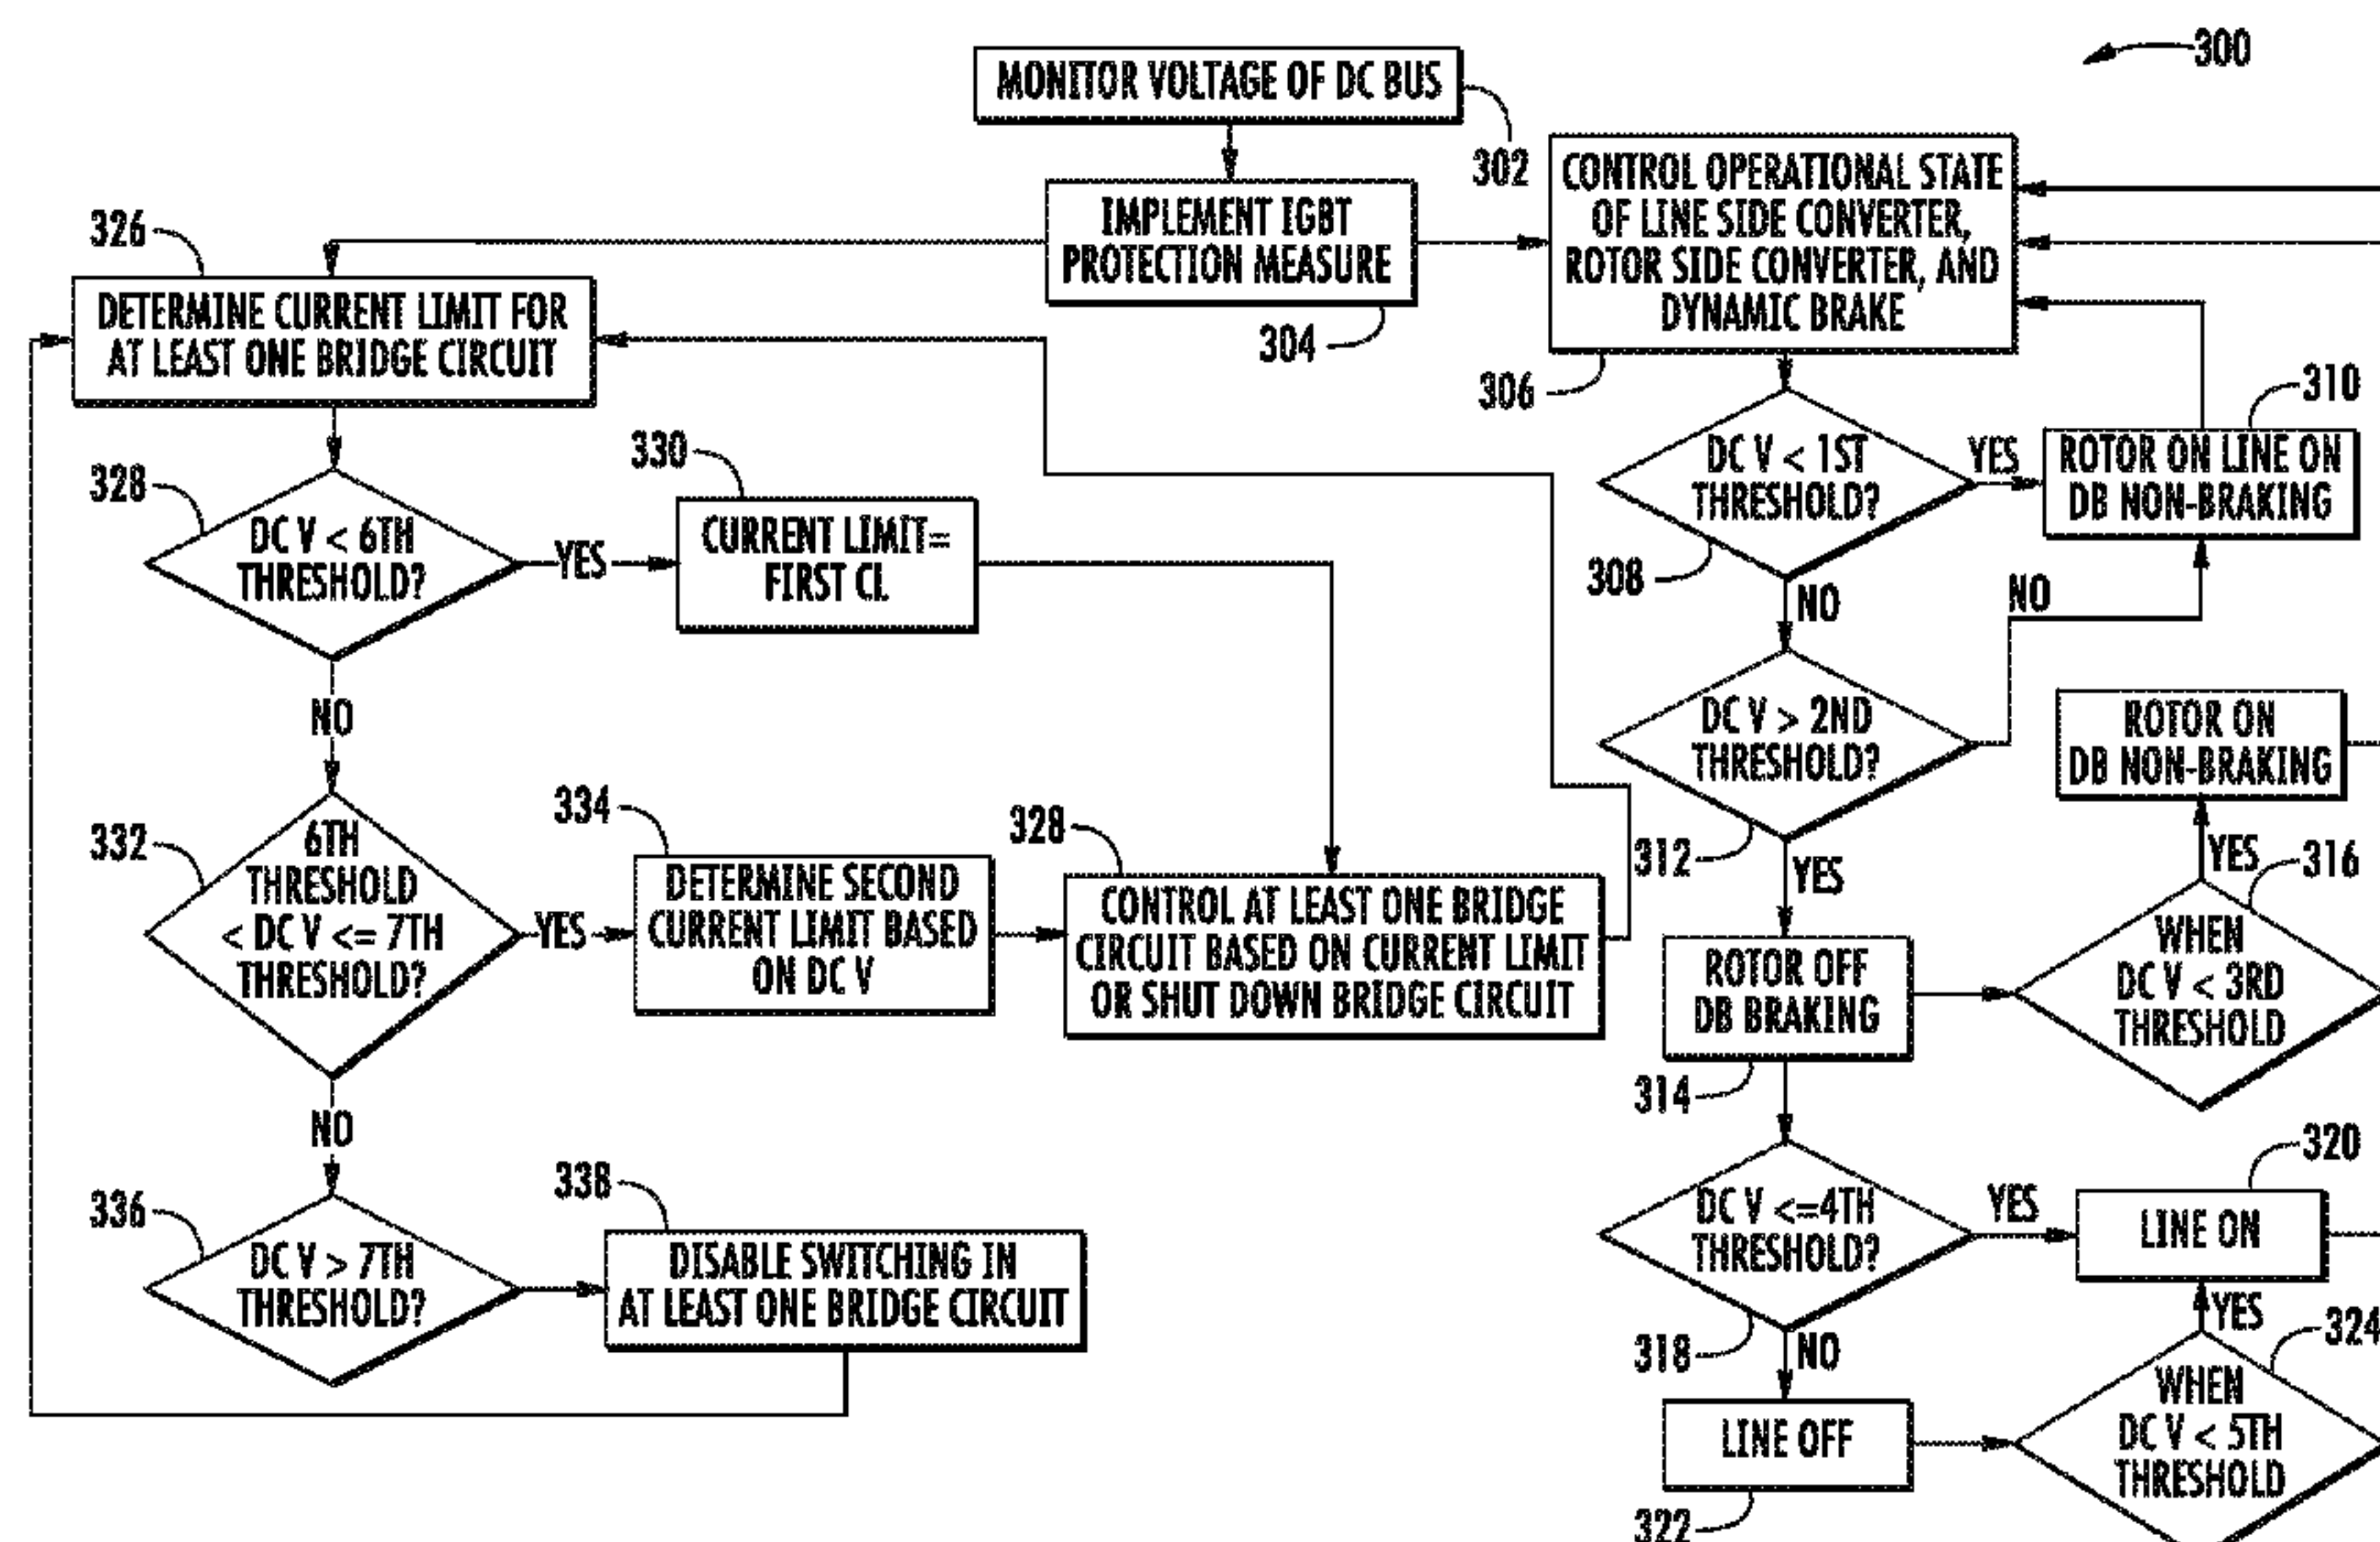 300
MONITOR VOLTAGE OF DC BUS
302
IMPLEMENT IGBT
PROTECTION MEASURE
304
CONTROL OPERATIONAL STATE
OF LINE SIDE CONVERTER,
ROTOR SIDE CONVERTER, AND
DYNAMIC BRAKE
306
326
DETERMINE CURRENT LIMIT FOR
AT LEAST ONE BRIDGE CIRCUIT
328
DC V < 6TH
THRESHOLD?
YES
330
CURRENT LIMIT=
FIRST CL
NO
332
6TH
THRESHOLD
< DC V <= 7TH
THRESHOLD?
YES
334
DETERMINE SECOND
CURRENT LIMIT BASED
ON DC V
328
CONTROL AT LEAST ONE BRIDGE
CIRCUIT BASED ON CURRENT LIMIT
OR SHUT DOWN BRIDGE CIRCUIT
NO
336
DC V > 7TH
THRESHOLD?
338
DISABLE SWITCHING IN
AT LEAST ONE BRIDGE CIRCUIT
DC V < 1ST
THRESHOLD?
308
YES
310
ROTOR ON LINE ON
DB NON-BRAKING
NO
NO
DC V > 2ND
THRESHOLD?
312
YES
ROTOR ON
DB NON-BRAKING
YES
316
WHEN
DC V < 3RD
THRESHOLD
ROTOR OFF
DB BRAKING
314
DC V <=4TH
THRESHOLD?
318
YES
320
LINE ON
NO
YES
324
LINE OFF
322
WHEN
DC V < 5TH
THRESHOLD